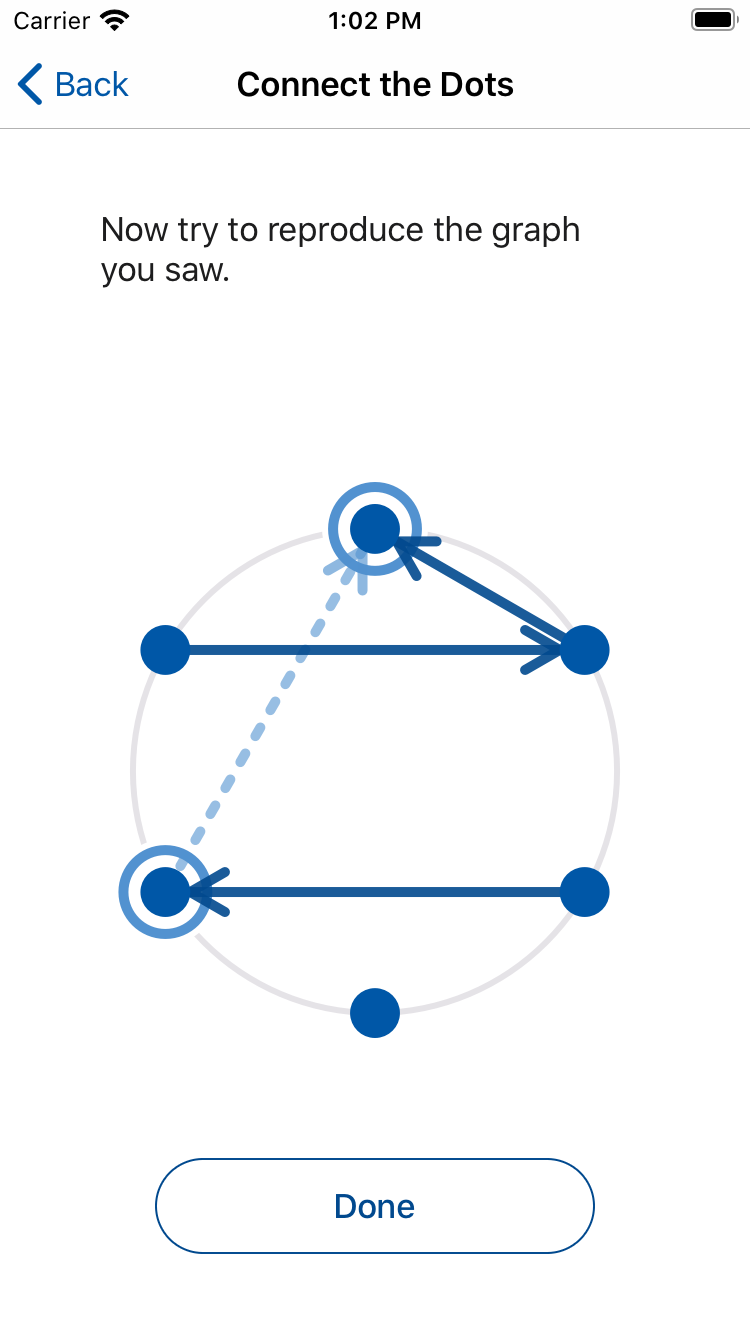 Carrier 1:02 PM
Back Connect the Dots
Now try to reproduce the graph
you saw.
Done